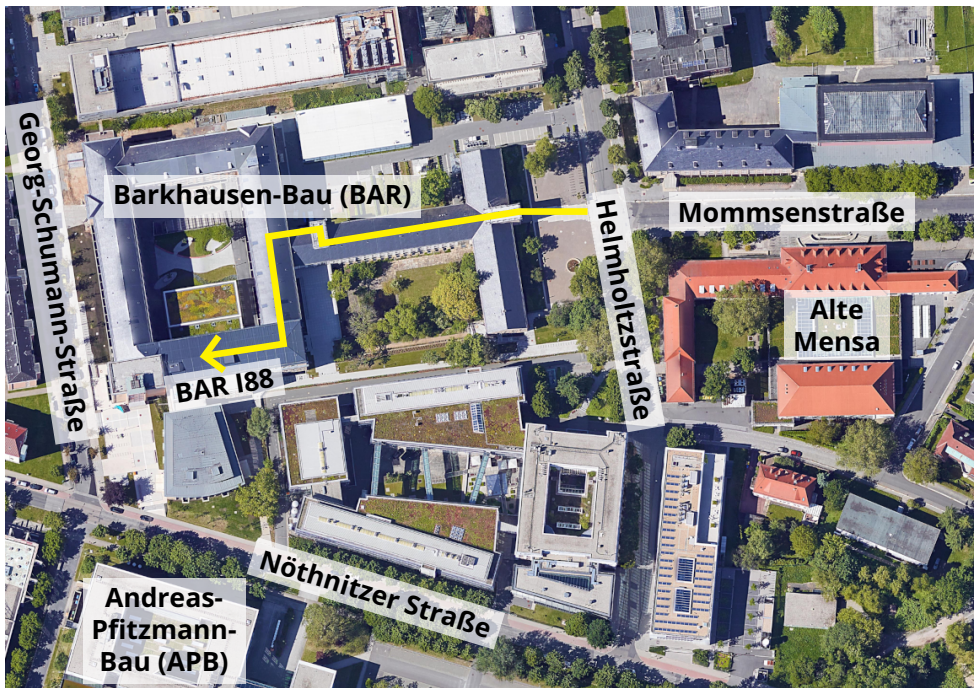 Georg-Schumann-Straße
Barkhausen-Bau (BAR)
Helmholtzstraße
Mommsenstraße
Alte
Mensa
BAR I88
Nöthnitzer Straße
Andreas-
Pfitzmann-
Bau (APB)